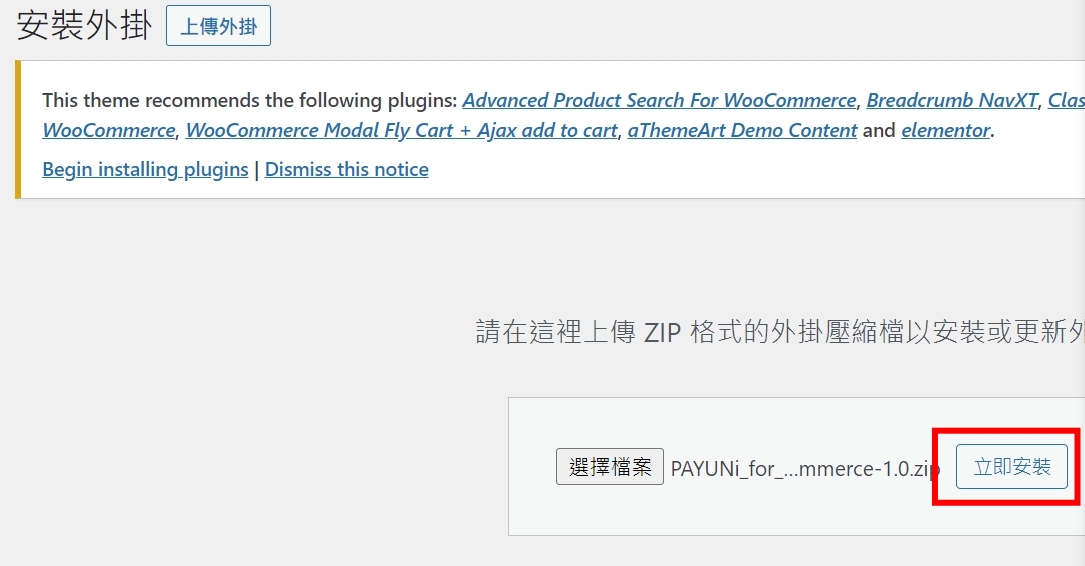 安裝外掛 上傳外掛
This theme recommends the following plugins: Advanced Product Search For WooCommerce, Breadcrumb NavXT, Clas
WooCommerce, WooCommerce Modal Fly Cart + Ajax add to cart, aThemeArt Demo Content and elementor.
Begin installing plugins | Dismiss this notice
請在這裡上傳 ZIP 格式的外掛壓縮檔以安裝或更新
選擇檔案 PAYUNi_for_...mmerce-1.0.zip 立即安裝